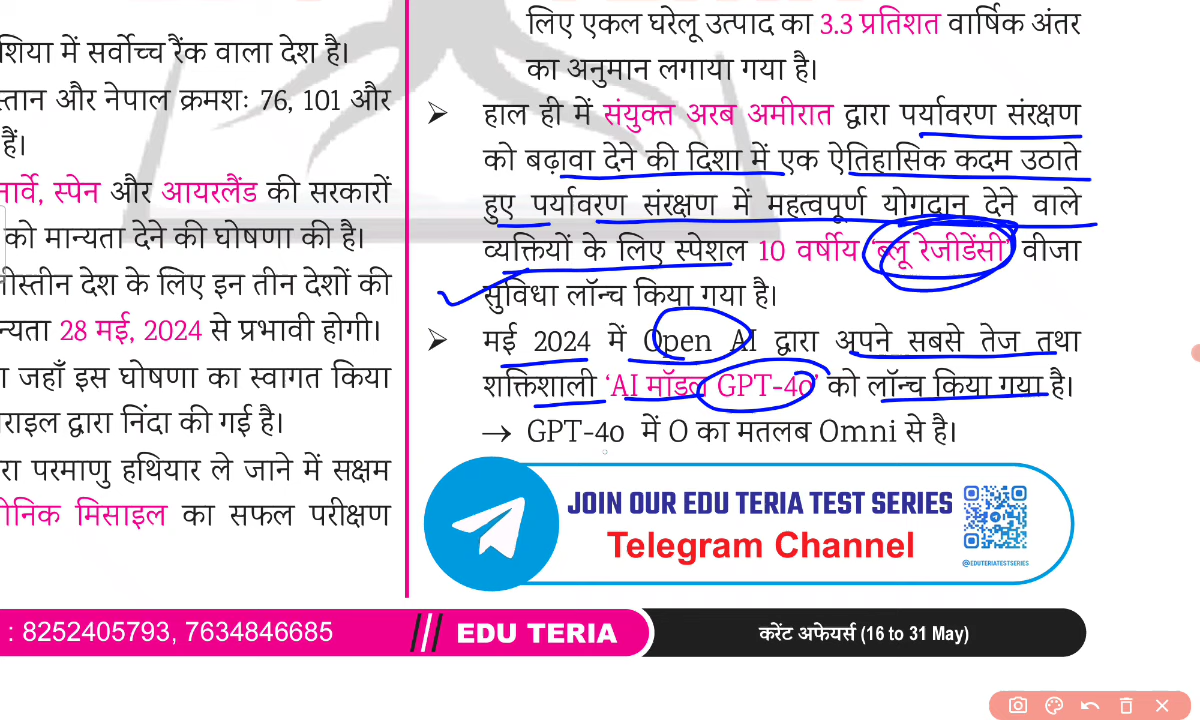 शिया में सर्वोच्च रैंक वाला देश है।
स्तान और नेपाल क्रमशः 76, 101 और
हैं।
नार्वे, स्पेन और आयरलैंड की सरकारों
को मान्यता देने की घोषणा की है।
लीस्तीन देश के लिए इन तीन देशों की
न्यता 28 मई, 2024 से प्रभावी होगी।
जहाँ इस घोषणा का स्वागत किया
राइल द्वारा निंदा की गई है।
रा परमाणु हथियार ले जाने में सक्षम
ोनिक मिसाइल का सफल परीक्षण
लिए एकल घरेलू उत्पाद का 3.3 प्रतिशत वार्षिक अंतर
का अनुमान लगाया गया है।
➢ हाल ही में संयुक्त अरब अमीरात द्वारा पर्यावरण संरक्षण
को बढ़ावा देने की दिशा में एक ऐतिहासिक कदम उठाते
हुए पर्यावरण संरक्षण में महत्वपूर्ण योगदान देने वाले
व्यक्तियों के लिए स्पेशल 10 वर्षीय ‘ब्लू रेजीडेंसी’ वीजा
सुविधा लॉन्च किया गया है।
➢ मई 2024 में Open AI द्वारा अपने सबसे तेज तथा
शक्तिशाली ‘AI मॉडल GPT-4o’ को लॉन्च किया गया है।
→ GPT-4o में O का मतलब Omni से है।
JOIN OUR EDU TERIA TEST SERIES
Telegram Channel
@EDUTERIATESTSERIES
: 8252405793, 7634846685
EDU TERIA
करेंट अफेयर्स (16 to 31 May)